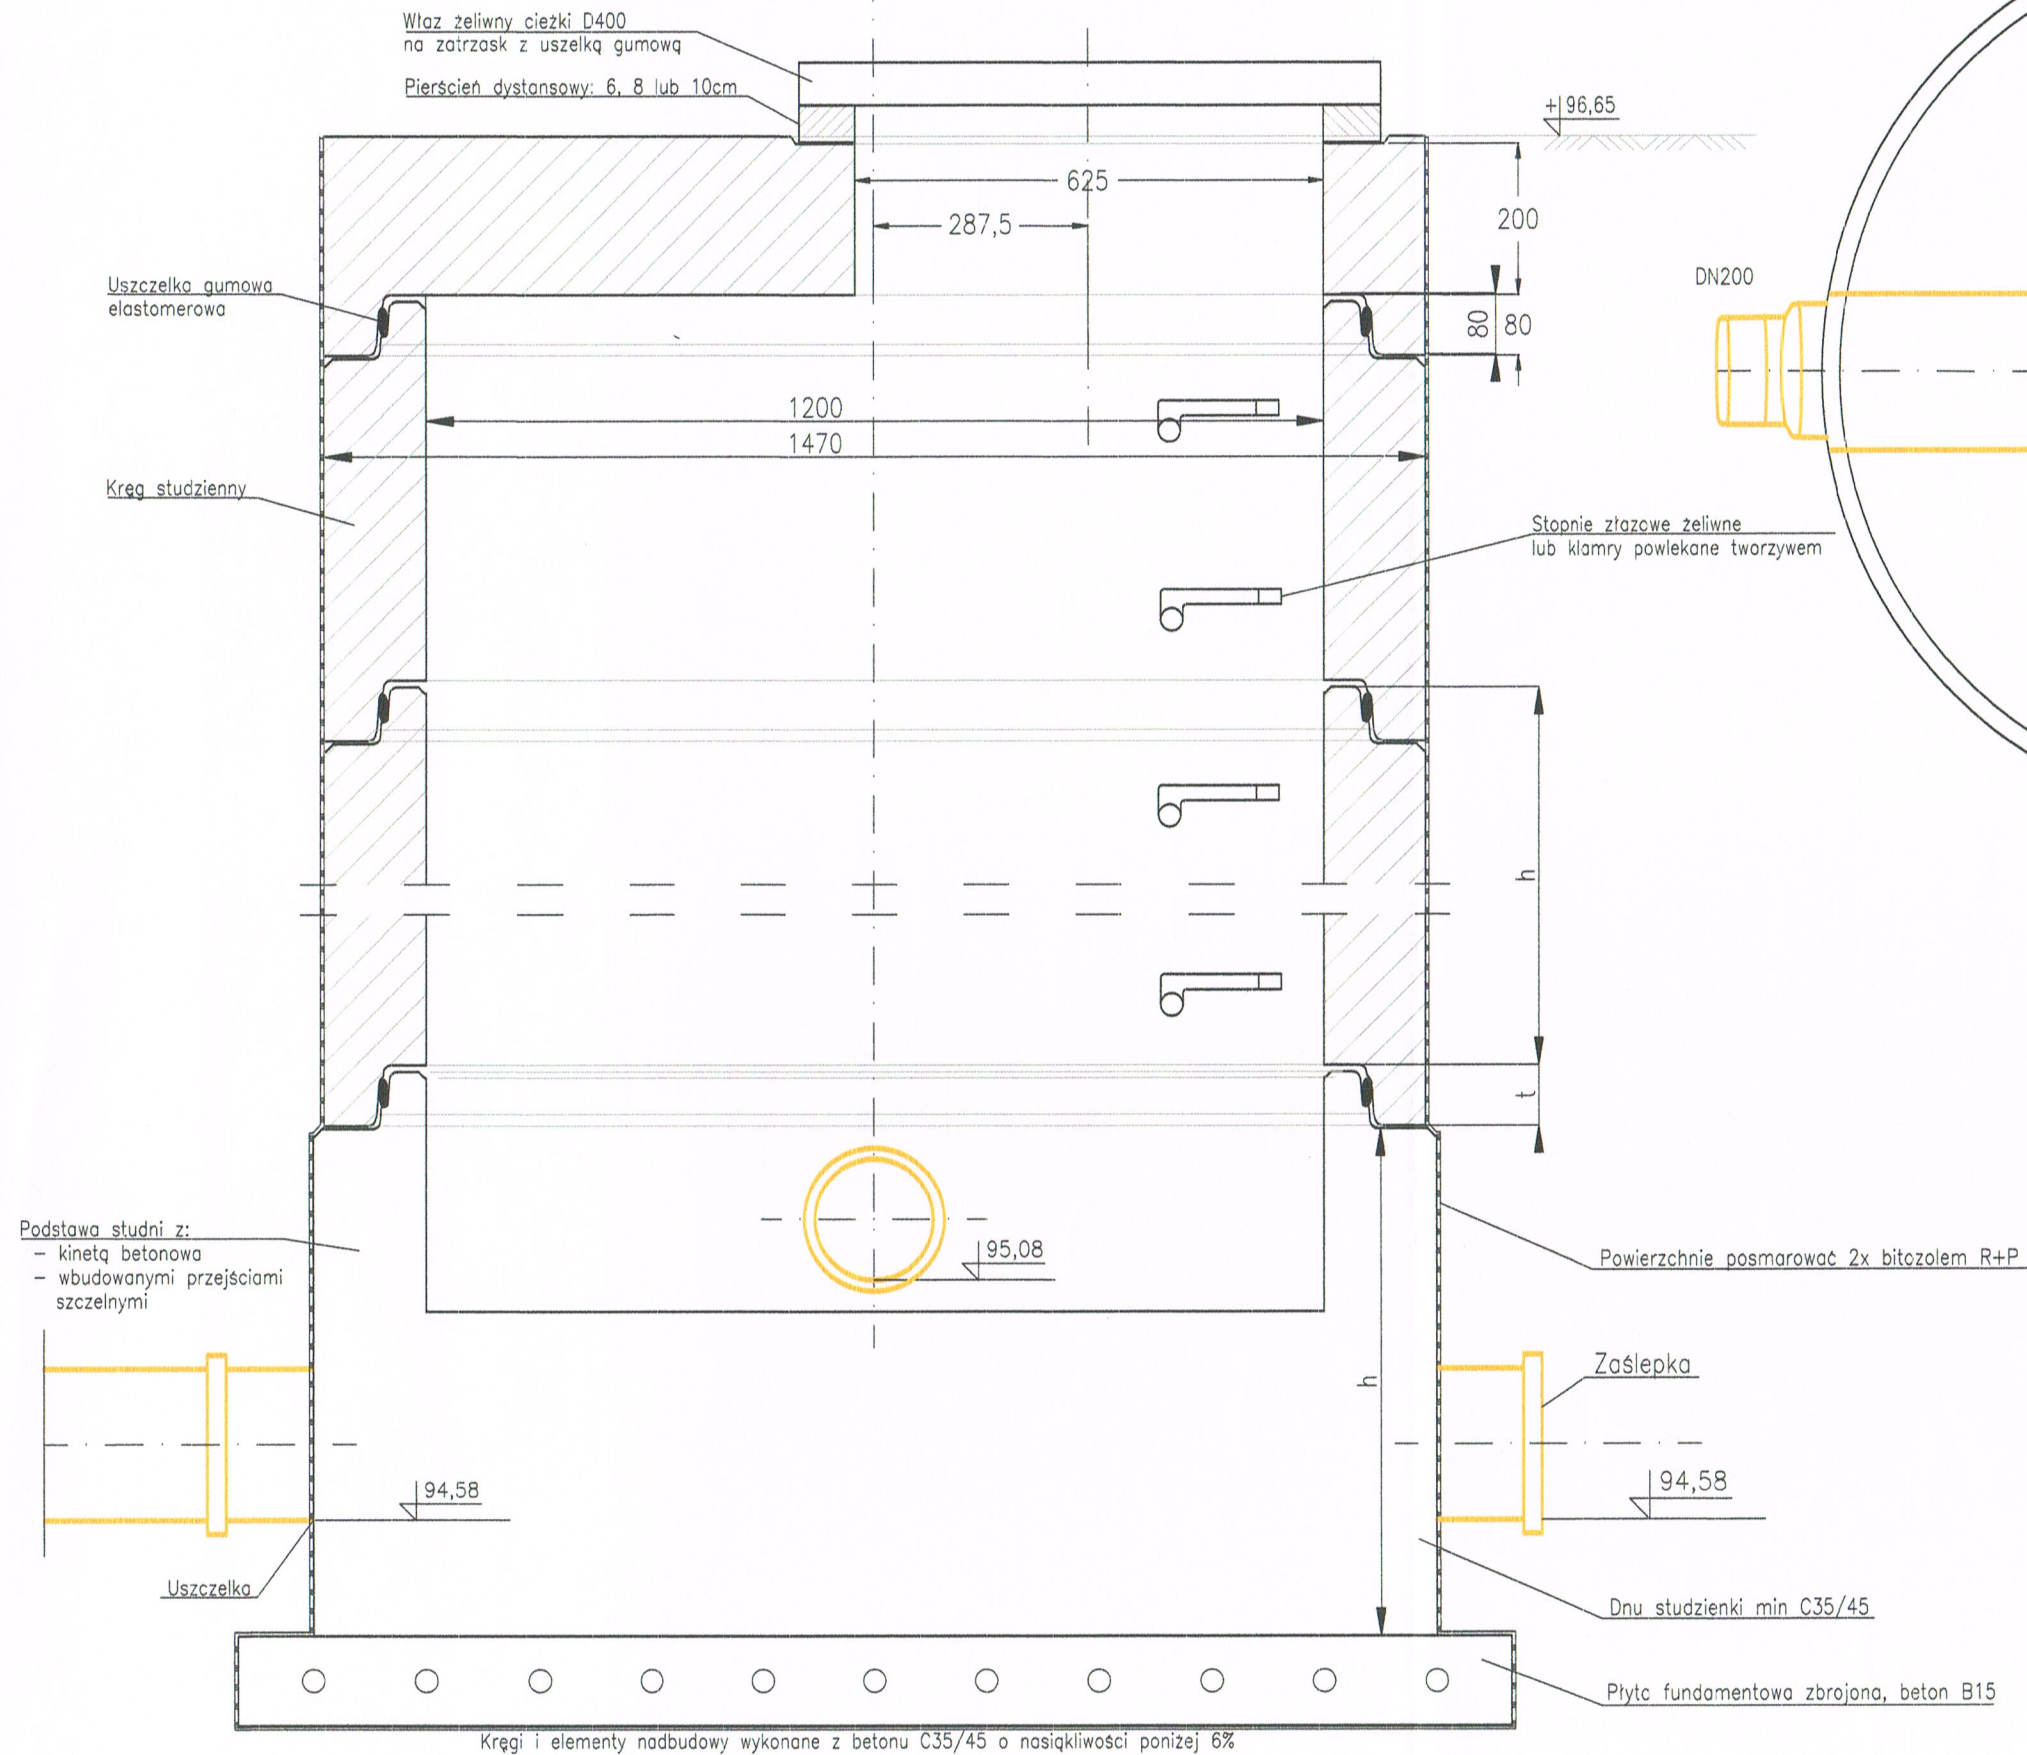 Właz żeliwny cieżki D400
na zatrzask z uszelką gumową
Pierścień dystansowy: 6, 8 lub 10cm
+96,65
625
287,5
200
Uszczelka gumowa
elastomerowa
DN200
80
80
1200
1470
Kręg studzienny
Stopnie złazowe żeliwne
lub klamry powlekane tworzywem
h
t
Podstawa studni z:
– kinetą betonowa
– wbudowanymi przejściami
szczelnymi
95,08
Powierzchnie posmarować 2x bitozolem R+P
Zaślepka
h
94,58
94,58
Uszczelka
Dnu studzienki min C35/45
Płyta fundamentowa zbrojona, beton B15
Kręgi i elementy nadbudowy wykonane z betonu C35/45 o nasiąkliwości poniżej 6%